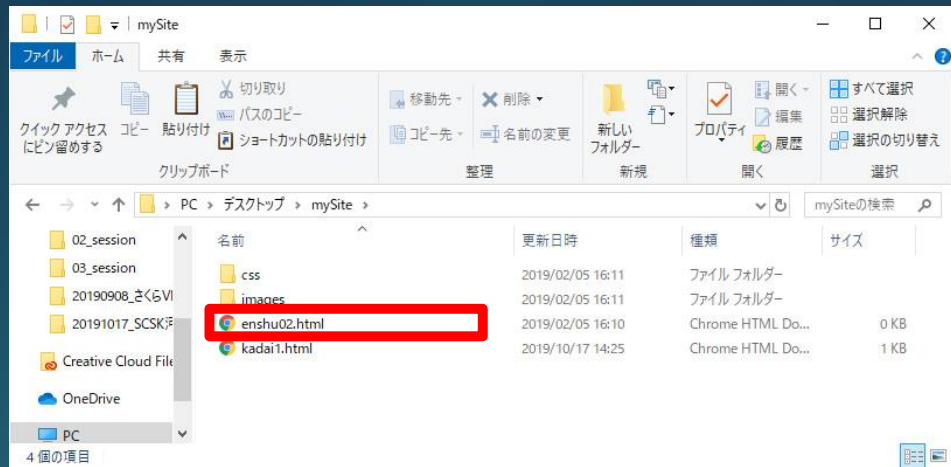 mySite
ファイル ホーム 共有 表示
クイック アクセス
にピン留めする
コピー
貼り付け
切り取り
パスのコピー
ショートカットの貼り付け
クリップボード
移動先
コピー先
削除
名前の変更
整理
新しい
フォルダー
新規
プロパティ
開く
編集
履歴
開く
すべて選択
選択解除
選択の切り替え
選択
PC › デスクトップ › mySite ›
mySiteの検索
02_session
03_session
20190908_さくらV
20191017_SCSK
Creative Cloud File
OneDrive
PC
名前 更新日時 種類 サイズ
css 2019/02/05 16:11 ファイル フォルダー
images 2019/02/05 16:11 ファイル フォルダー
enshu02.html 2019/02/05 16:10 Chrome HTML Do... 0 KB
kadai1.html 2019/10/17 14:25 Chrome HTML Do... 1 KB
4 個の項目